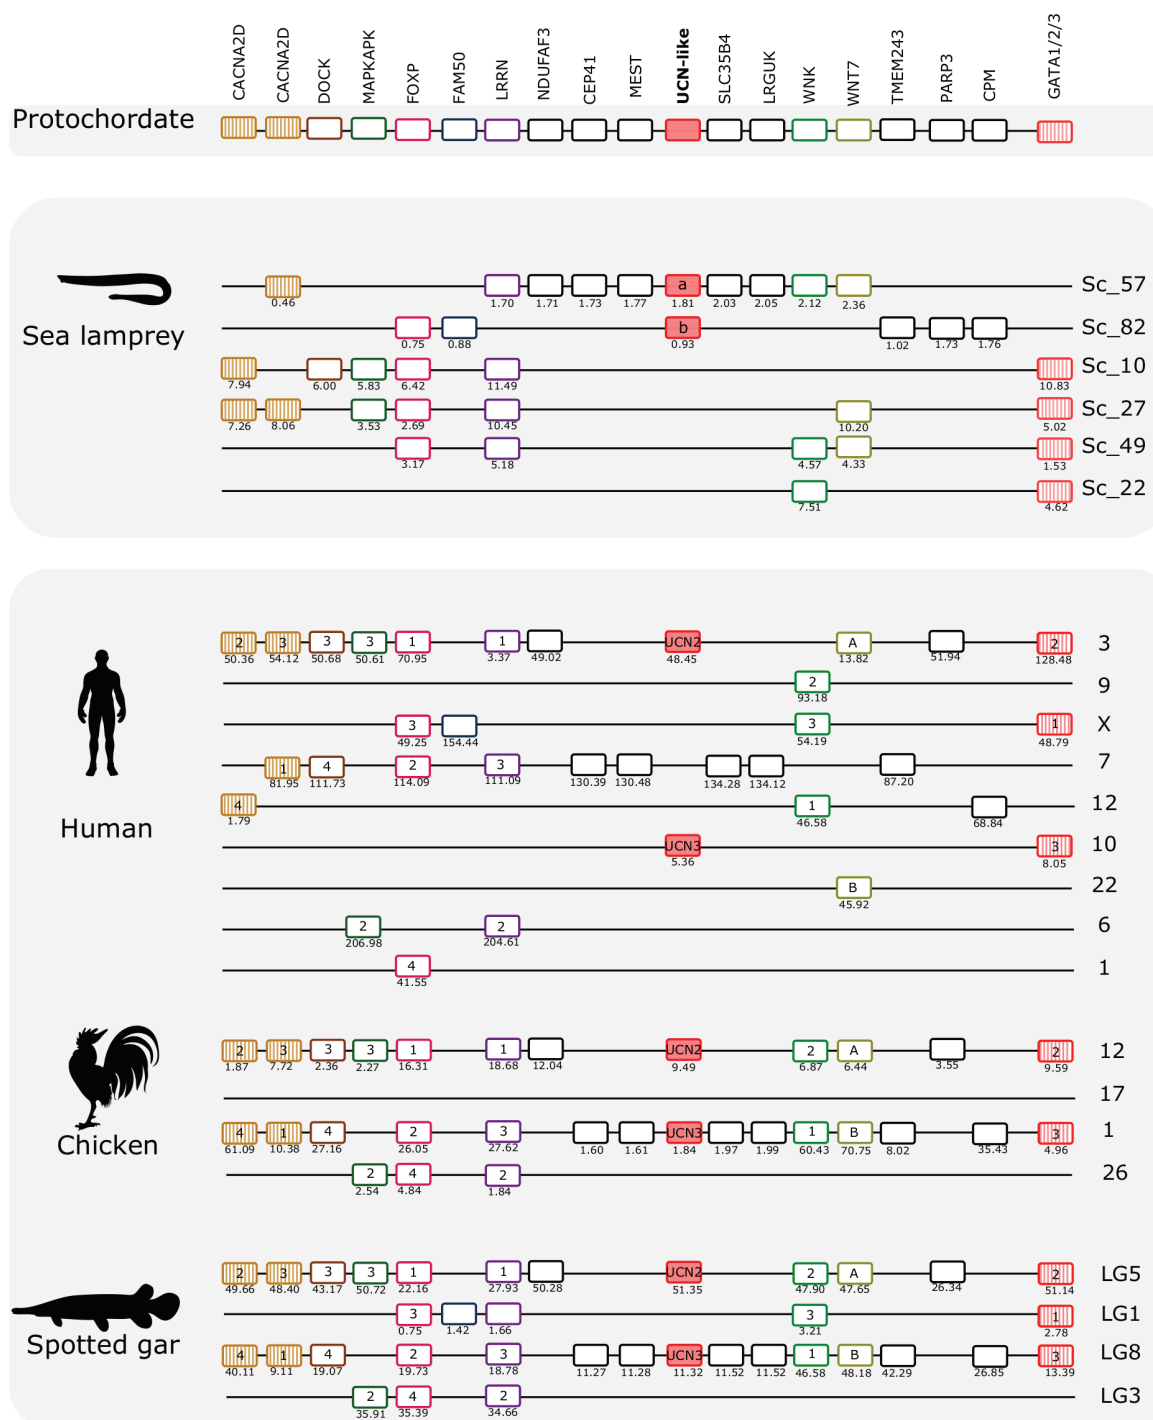 CACNA2D CACNA2D DOCK MAPKAPK FOXP FAM50 LRRN NDUFAF3 CEP41 MEST UCN-like SLC35B4 LRGUK WNK WNT7 TMEM243 PARP3 CPM GATA1/2/3
Protochordate
a Sc_57
0.46 1.70 1.71 1.73 1.77 1.81 2.03 2.05 2.12 2.36
Sea lamprey
b Sc_82
0.75 0.88 0.93 1.02 1.73 1.76
Sc_10
7.94 6.00 5.83 6.42 11.49 10.83
Sc_27
7.26 8.06 3.53 2.69 10.45 10.20 5.02
Sc_49
3.17 5.18 4.57 4.33 1.53
Sc_22
7.51 4.62
2 3 3 3 1 1 UCN2 A 2 3
50.36 54.12 50.68 50.61 70.95 3.37 49.02 48.45 13.82 51.94 128.48
2 9
93.18
3 3 1 X
49.25 154.44 54.19 48.79
1 4 2 3 7
81.95 111.73 114.09 111.09 130.39 130.48 134.28 134.12 87.20
4 1 12
1.79 46.58 68.84
Human
UCN3 3 10
5.36 8.05
B 22
45.92
2 2 6
206.98 204.61
4 1
41.55
2 3 3 3 1 1 UCN2 2 A 2 12
1.87 7.72 2.36 2.27 16.31 18.68 12.04 9.49 6.87 6.44 3.55 9.59
17
Chicken
4 1 4 2 3 UCN3 1 B 3 1
61.09 10.38 27.16 26.05 27.62 1.60 1.61 1.84 1.97 1.99 60.43 70.75 8.02 35.43 4.96
2 4 2 26
2.54 4.84 1.84
2 3 3 3 1 1 UCN2 2 A 2 LG5
49.66 48.40 43.17 50.72 22.16 27.93 50.28 51.35 47.90 47.65 26.34 51.14
3 3 1 LG1
0.75 1.42 1.66 3.21 2.78
Spotted gar
4 1 4 2 3 UCN3 1 B 3 LG8
40.11 9.11 19.07 19.73 18.78 11.27 11.28 11.32 11.52 11.52 46.58 48.18 42.29 26.85 13.39
2 4 2 LG3
35.91 35.39 34.66